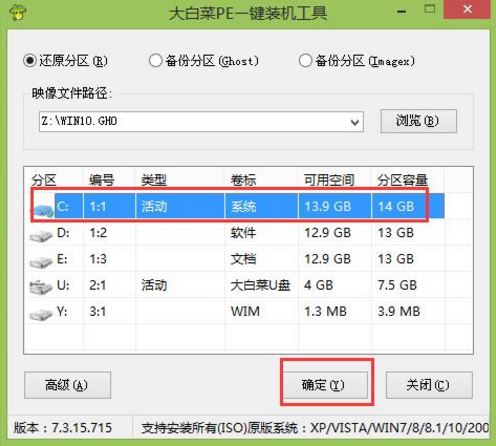 大白菜PE一键装机工具
还原分区(R) 备份分区(Ghost) 备份分区(Imagex)
映像文件路径:
Z:\WIN10.GHO 浏览(B)
分区 编号 类型 卷标 可用空间 分区容量
C: 1:1 活动 系统 13.9 GB 14 GB
D: 1:2 软件 12.9 GB 13 GB
E: 1:3 文档 12.9 GB 13 GB
U: 2:1 活动 大白菜U盘 4 GB 7.5 GB
Y: 3:1 WIM 1.3 MB 3.9 MB
高级(A) 确定(Y) 关闭(C)
版本: 7.3.15.715 支持安装所有(ISO)原版系统: XP/VISTA/WIN7/8/8.1/10/200